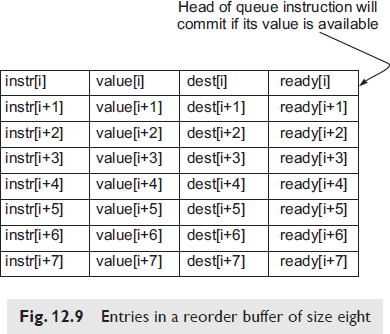 Head of queue instruction will
commit if its value is available
instr[i] value[i] dest[i] ready[i]
instr[i+1] value[i+1] dest[i+1] ready[i+1]
instr[i+2] value[i+2] dest[i+2] ready[i+2]
instr[i+3] value[i+3] dest[i+3] ready[i+3]
instr[i+4] value[i+4] dest[i+4] ready[i+4]
instr[i+5] value[i+5] dest[i+5] ready[i+5]
instr[i+6] value[i+6] dest[i+6] ready[i+6]
instr[i+7] value[i+7] dest[i+7] ready[i+7]
Fig. 12.9 Entries in a reorder buffer of size eight